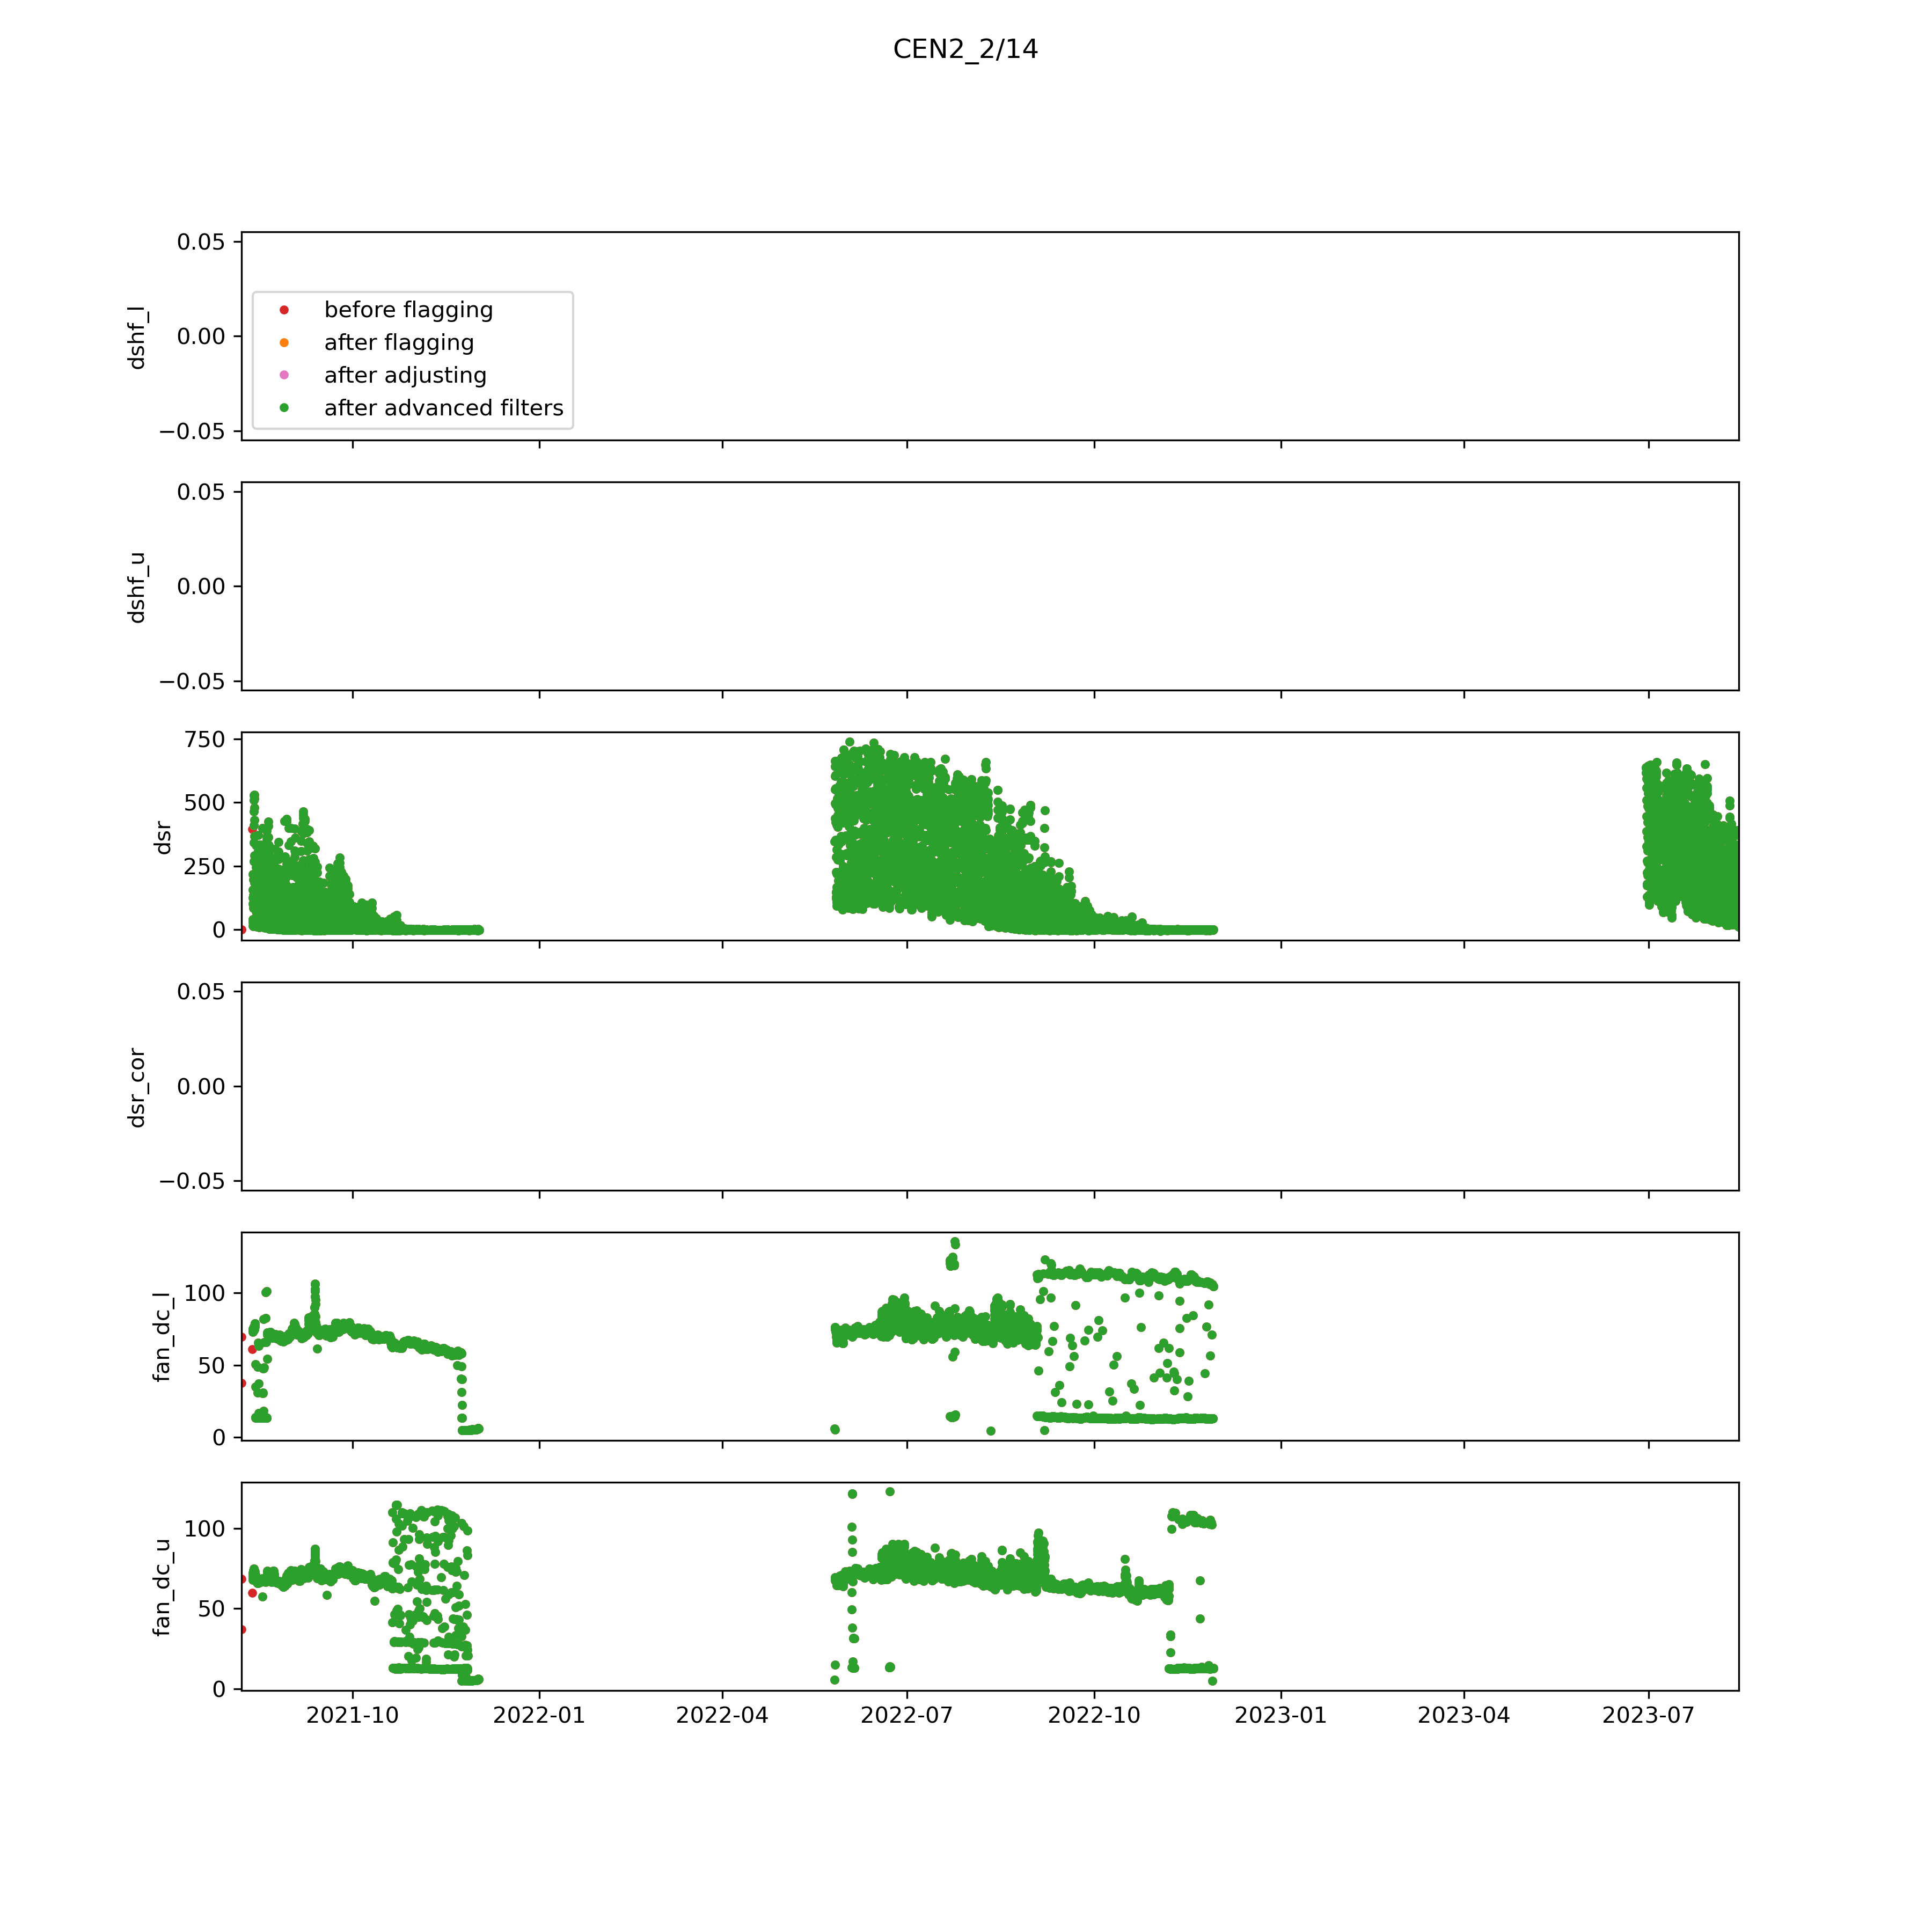 CEN2_2/14
0.05
0.00
−0.05
dshf_l
before flagging
after flagging
after adjusting
after advanced filters
0.05
0.00
−0.05
dshf_u
750
500
250
0
dsr
0.05
0.00
−0.05
dsr_cor
100
50
0
fan_dc_l
100
50
0
fan_dc_u
2021-10 2022-01 2022-04 2022-07 2022-10 2023-01 2023-04 2023-07